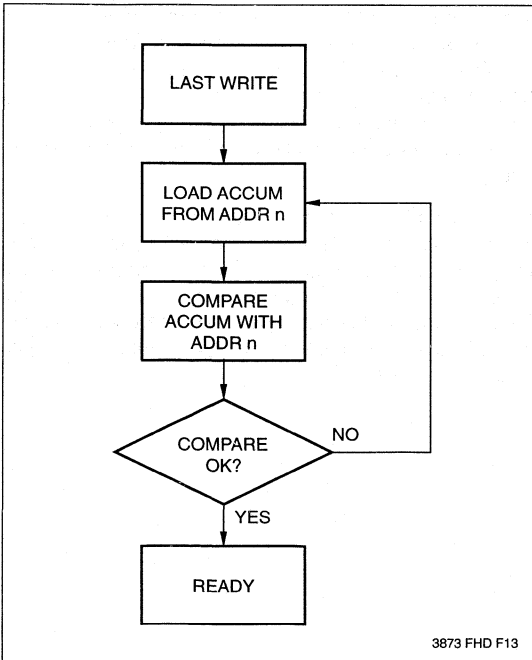 LAST WRITE
LOAD ACCUM
FROM ADDR n
COMPARE
ACCUM WITH
ADDR n
COMPARE
OK?
NO
YES
READY
3873 FHD F13